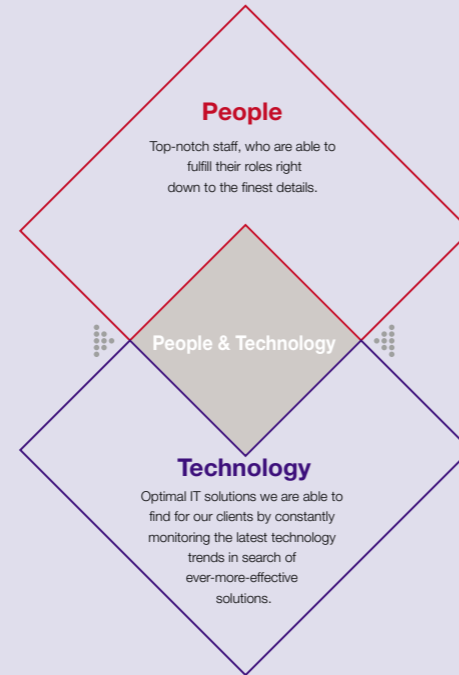 People
Top-notch staff, who are able to
fulfill their roles right
down to the finest details.
People & Technology
Technology
Optimal IT solutions we are able to
find for our clients by constantly
monitoring the latest technology
trends in search of
ever-more-effective
solutions.